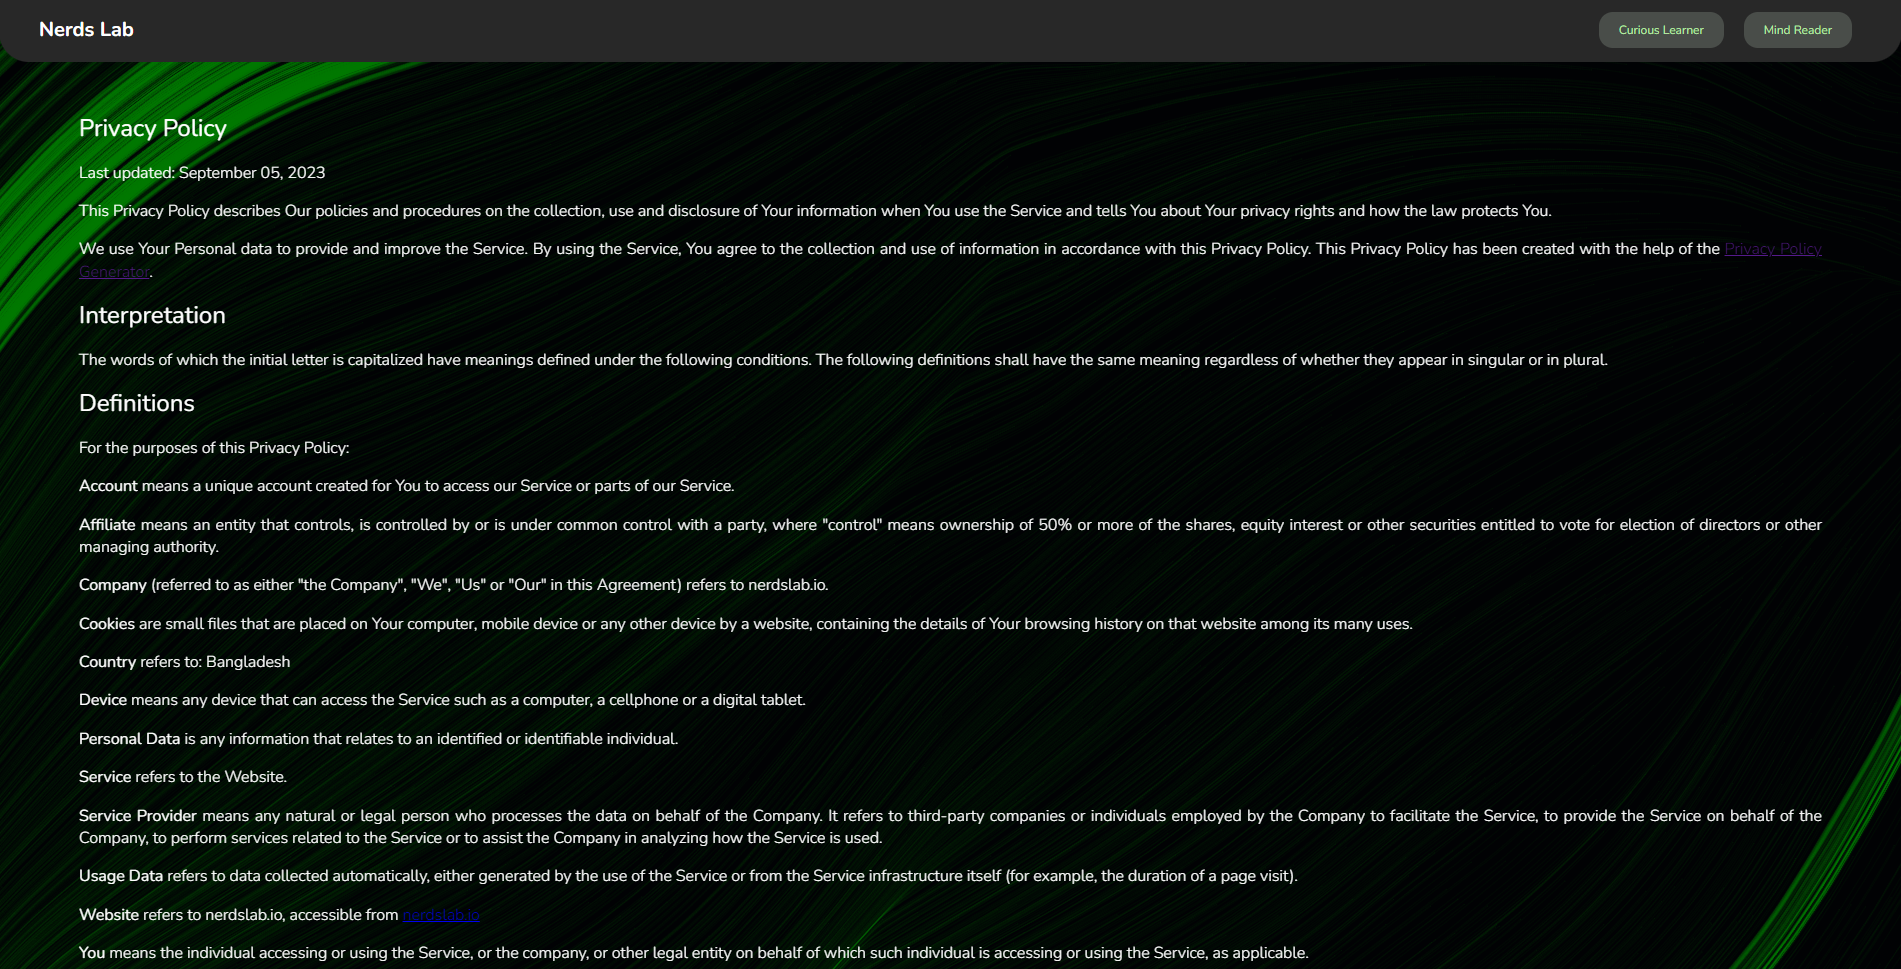 Nerds Lab
Curious Learner
Mind Reader
Privacy Policy
Last updated: September 05, 2023
This Privacy Policy describes Our policies and procedures on the collection, use and disclosure of Your information when You use the Service and tells You about Your privacy rights and how the law protects You.
We use Your Personal data to provide and improve the Service. By using the Service, You agree to the collection and use of information in accordance with this Privacy Policy. This Privacy Policy has been created with the help of the Privacy Policy
Generator.
Interpretation
The words of which the initial letter is capitalized have meanings defined under the following conditions. The following definitions shall have the same meaning regardless of whether they appear in singular or in plural.
Definitions
For the purposes of this Privacy Policy:
Account means a unique account created for You to access our Service or parts of our Service.
Affiliate means an entity that controls, is controlled by or is under common control with a party, where "control" means ownership of 50% or more of the shares, equity interest or other securities entitled to vote for election of directors or other
managing authority.
Company (referred to as either "the Company", "We", "Us" or "Our" in this Agreement) refers to nerdslab.io.
Cookies are small files that are placed on Your computer, mobile device or any other device by a website, containing the details of Your browsing history on that website among its many uses.
Country refers to: Bangladesh
Device means any device that can access the Service such as a computer, a cellphone or a digital tablet.
Personal Data is any information that relates to an identified or identifiable individual.
Service refers to the Website.
Service Provider means any natural or legal person who processes the data on behalf of the Company. It refers to third-party companies or individuals employed by the Company to facilitate the Service, to provide the Service on behalf of the
Company, to perform services related to the Service or to assist the Company in analyzing how the Service is used.
Usage Data refers to data collected automatically, either generated by the use of the Service or from the Service infrastructure itself (for example, the duration of a page visit).
Website refers to nerdslab.io, accessible from nerdslab.io
You means the individual accessing or using the Service, or the company, or other legal entity on behalf of which such individual is accessing or using the Service, as applicable.